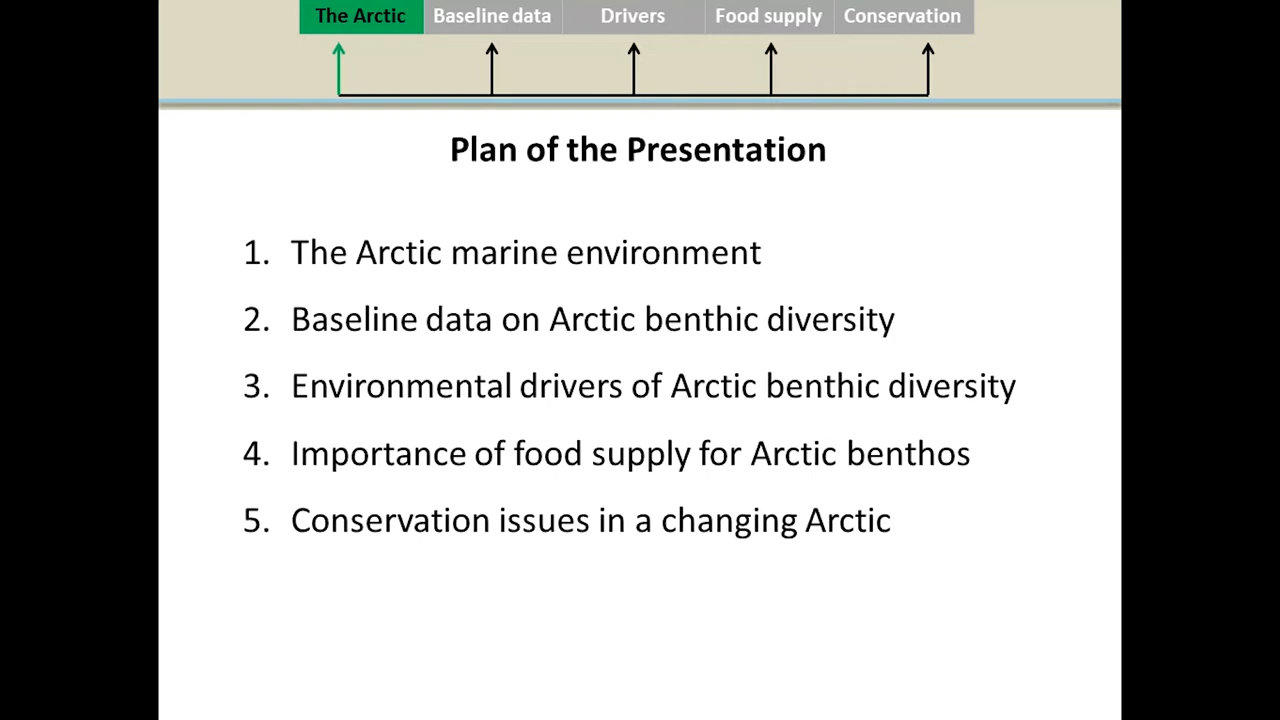 The Arctic Baseline data Drivers Food supply Conservation
Plan of the Presentation
1. The Arctic marine environment
2. Baseline data on Arctic benthic diversity
3. Environmental drivers of Arctic benthic diversity
4. Importance of food supply for Arctic benthos
5. Conservation issues in a changing Arctic